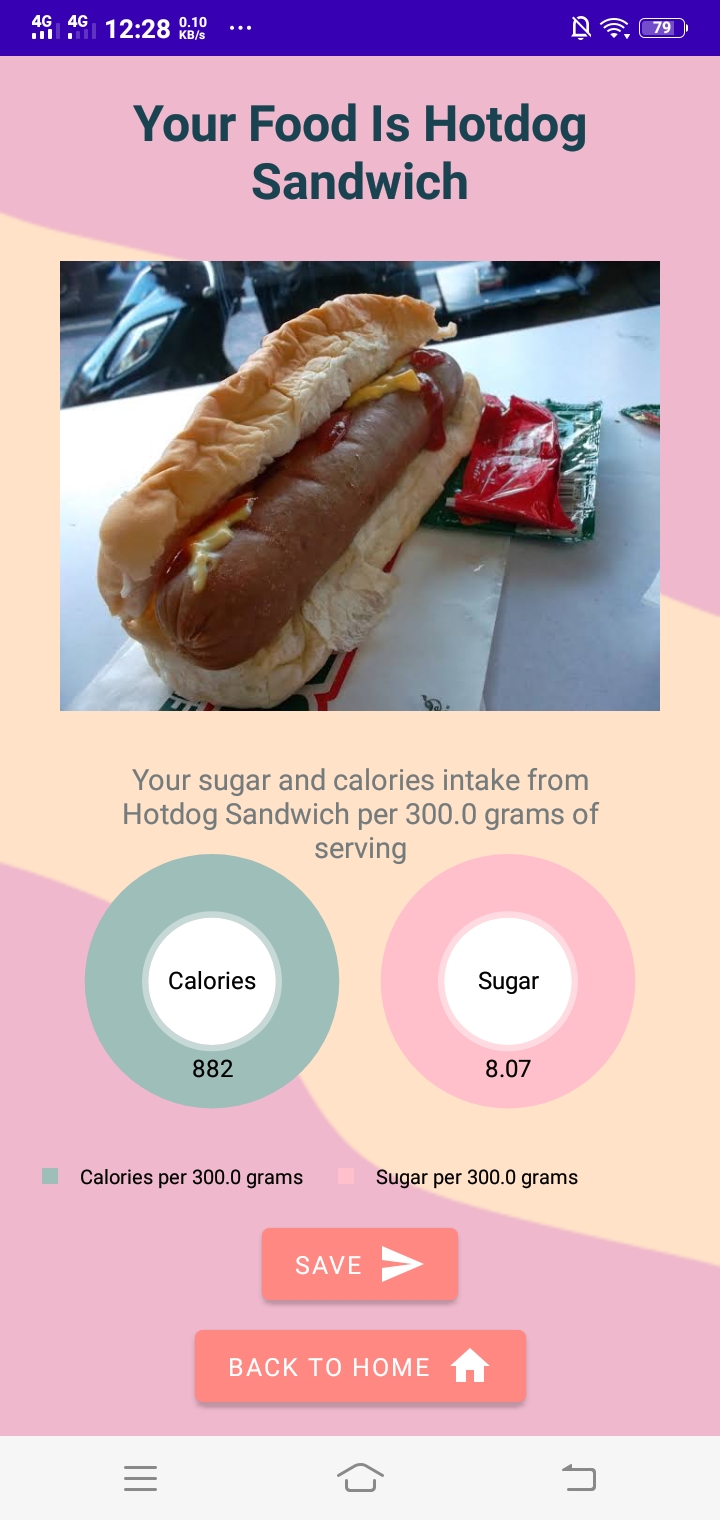 4G 4G 12:28 0.10 KB/s ... 79
Your Food Is Hotdog
Sandwich
Your sugar and calories intake from
Hotdog Sandwich per 300.0 grams of
serving
Calories
882
Sugar
8.07
Calories per 300.0 grams
Sugar per 300.0 grams
SAVE
BACK TO HOME